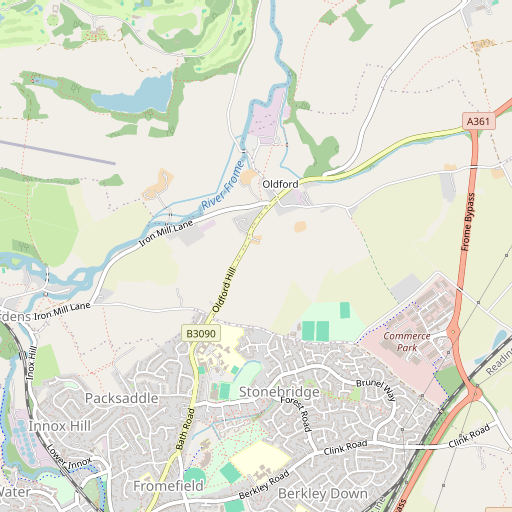 A361
River Frome
Oldford
Iron Mill Lane
Frome Bypass
Oldford Hill
Iron Mill Lane
B3090
Commerce
Park
Innox Hill
Packsaddle
Stonebridge
Brunel Way
Bath Road
Forest Road
Innox Hill
Clink Road
Clink Road
Lower Innox
Fromefield
Berkley Road
Berkley Down
Water